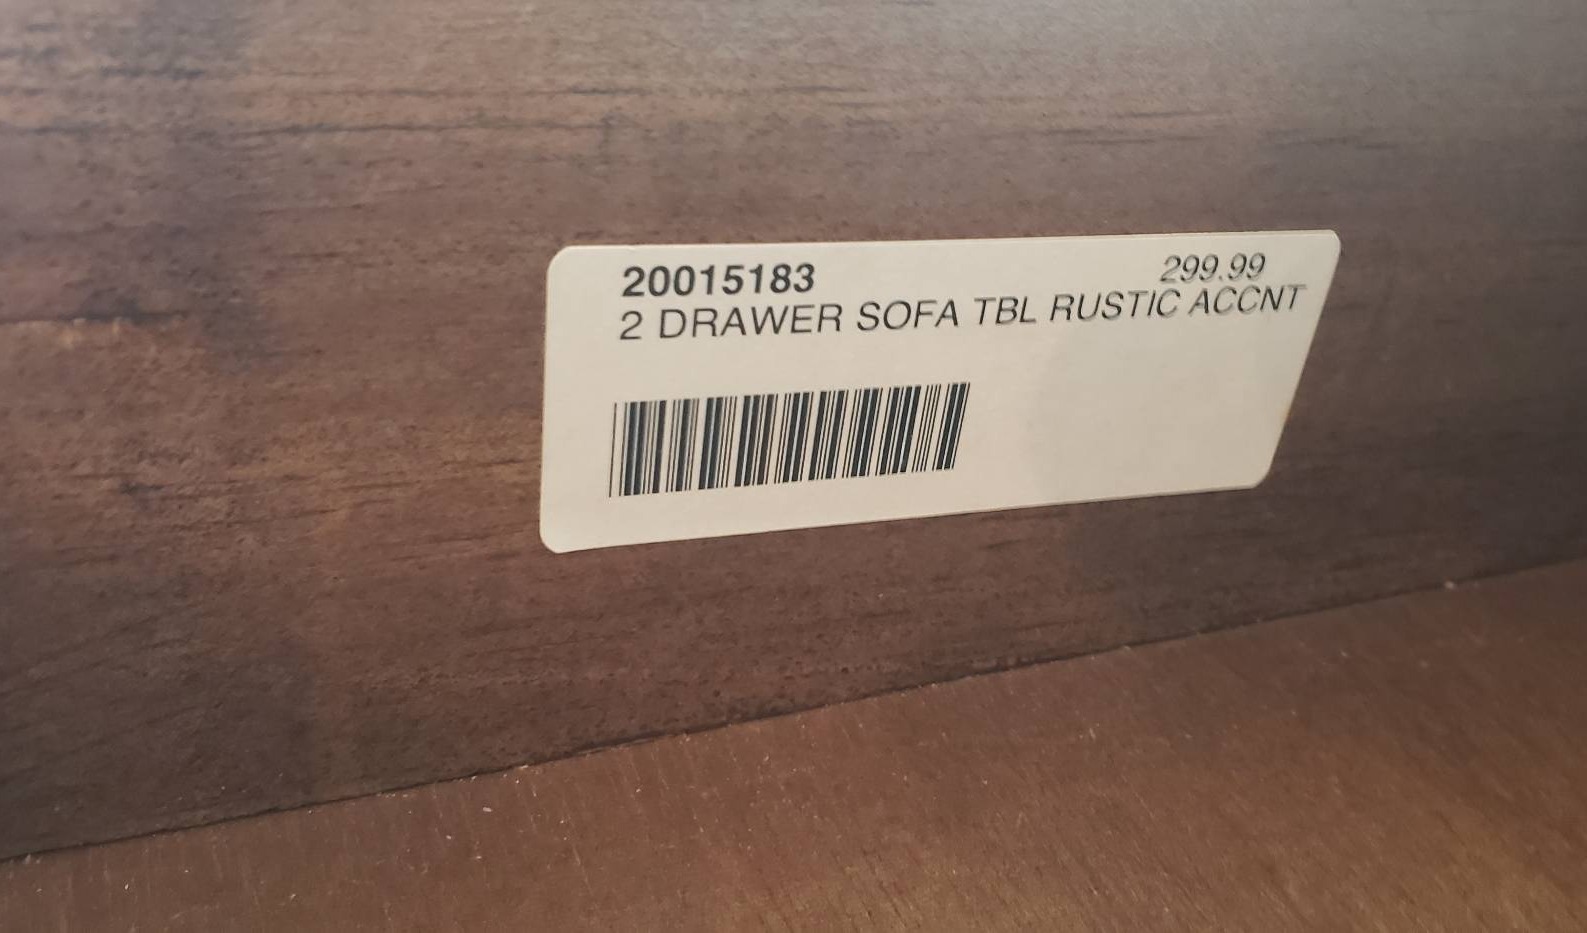 20015183 299.99
2 DRAWER SOFA TBL RUSTIC ACCNT